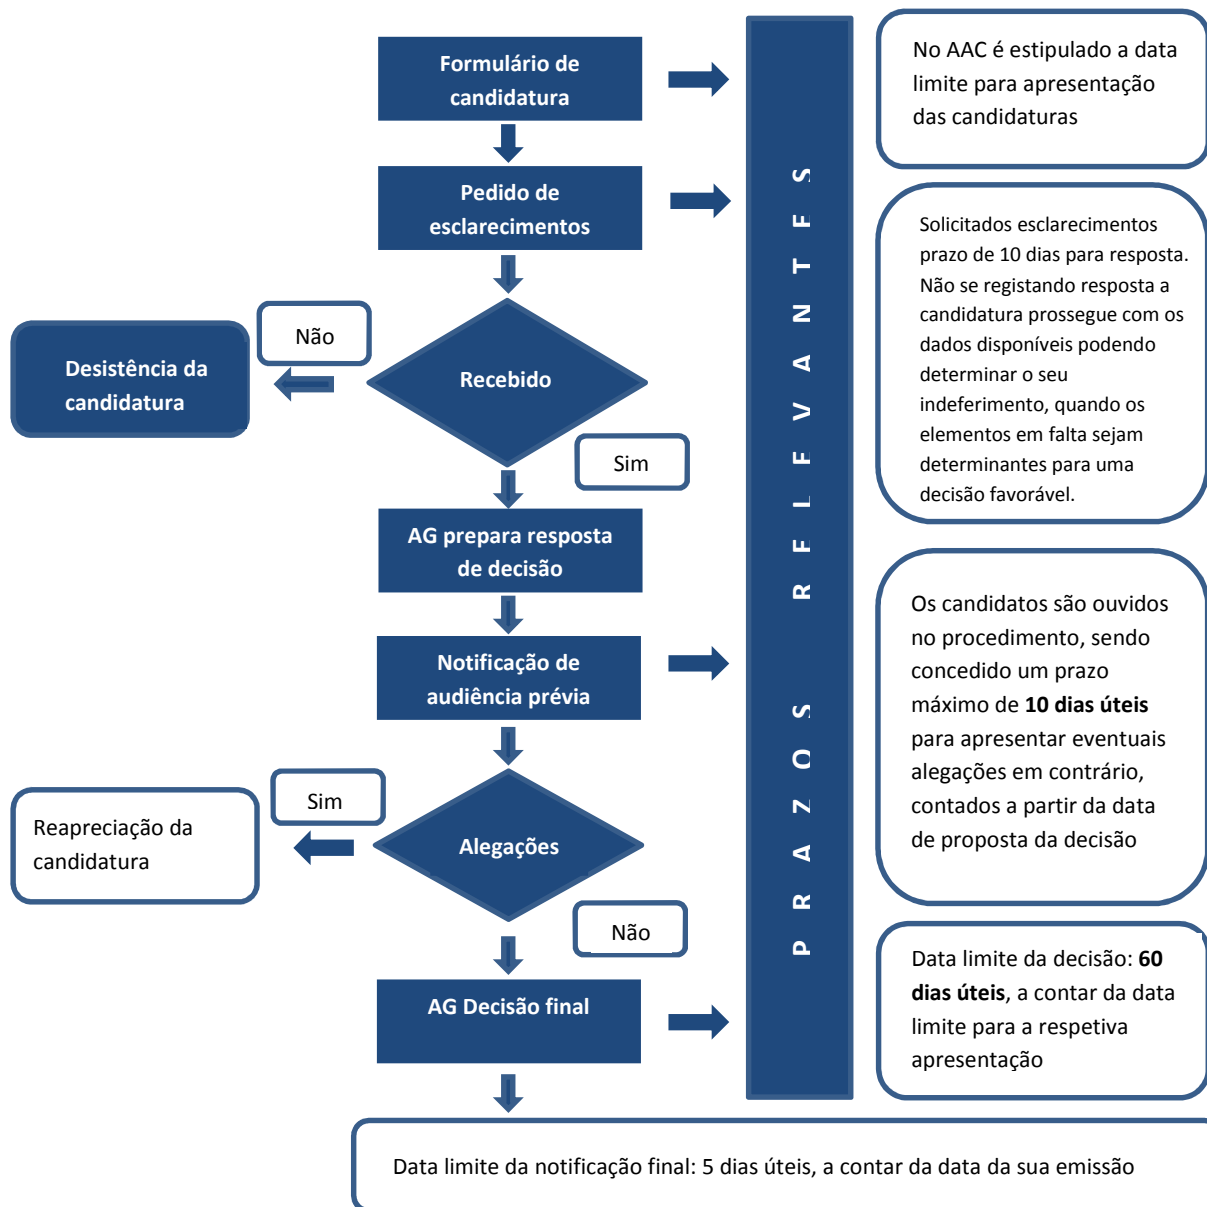 Formulário de
candidatura
No AAC é estipulado a data
limite para apresentação
das candidaturas
Pedido de
esclarecimentos
Solicitados esclarecimentos
prazo de 10 dias para resposta.
Não se registando resposta a
candidatura prossegue com os
dados disponíveis podendo
determinar o seu
indeferimento, quando os
elementos em falta sejam
determinantes para uma
decisão favorável.
Não
Desistência da
candidatura
Recebido
Sim
AG prepara resposta
de decisão
Notificação de
audiência prévia
Os candidatos são ouvidos
no procedimento, sendo
concedido um prazo
máximo de 10 dias úteis
para apresentar eventuais
alegações em contrário,
contados a partir da data
de proposta da decisão
Sim
Reapreciação da
candidatura
Alegações
Não
AG Decisão final
Data limite da decisão: 60
dias úteis, a contar da data
limite para a respetiva
apresentação
PRAZOS RELEVANTES
Data limite da notificação final: 5 dias úteis, a contar da data da sua emissão